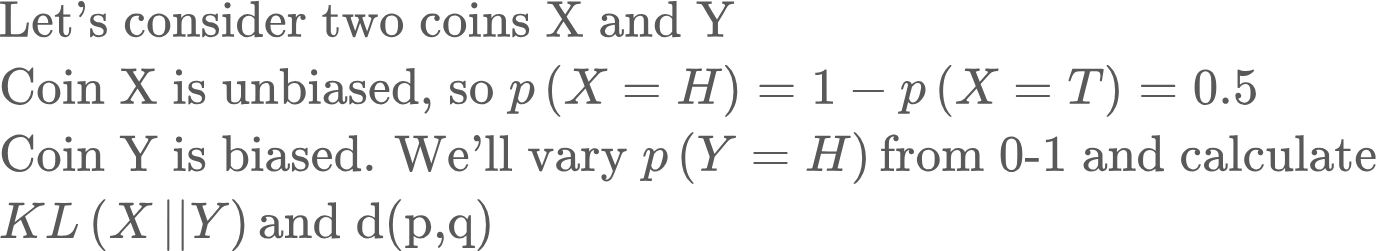 Let's consider two coins X and Y
Coin X is unbiased, so p (X = H) = 1 − p (X = T) = 0.5
Coin Y is biased. We'll vary p (Y = H) from 0-1 and calculate
KL (X ||Y) and d(p,q)